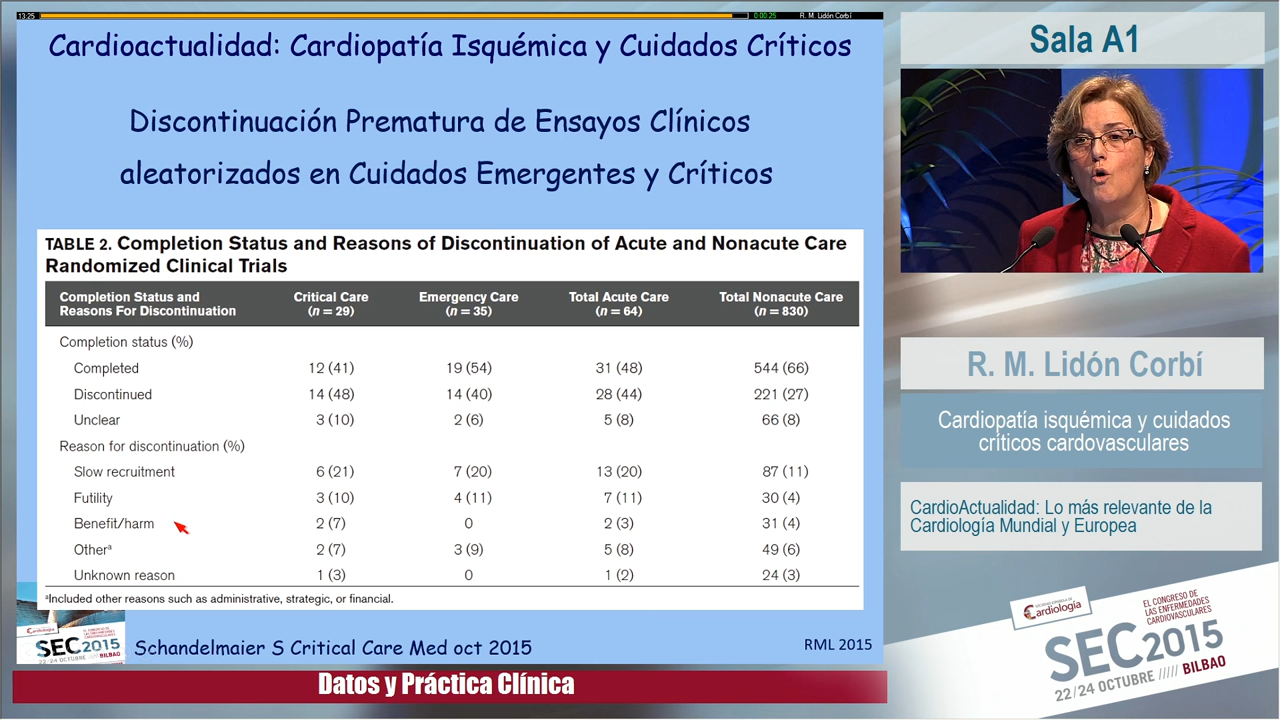 13:25
0:00:25
R. M. Lidón Corbí
Cardioactualidad: Cardiopatía Isquémica y Cuidados Críticos
Discontinuación Prematura de Ensayos Clínicos
aleatorizados en Cuidados Emergentes y Críticos
TABLE 2. Completion Status and Reasons of Discontinuation of Acute and Nonacute Care
Randomized Clinical Trials
Completion Status and Critical Care Emergency Care Total Acute Care Total Nonacute Care
Reasons For Discontinuation (n = 29) (n = 35) (n = 64) (n = 830)
Completion status (%)
Completed 12 (41) 19 (54) 31 (48) 544 (66)
Discontinued 14 (48) 14 (40) 28 (44) 221 (27)
Unclear 3 (10) 2 (6) 5 (8) 66 (8)
Reason for discontinuation (%)
Slow recruitment 6 (21) 7 (20) 13 (20) 87 (11)
Futility 3 (10) 4 (11) 7 (11) 30 (4)
Benefit/harm 2 (7) 0 2 (3) 31 (4)
Otherᵃ 2 (7) 3 (9) 5 (8) 49 (6)
Unknown reason 1 (3) 0 1 (2) 24 (3)
ᵃIncluded other reasons such as administrative, strategic, or financial.
Cardiología
SEC2015
22/24 OCTUBRE ///// BILBAO
Schandelmaier S Critical Care Med oct 2015
RML 2015
Datos y Práctica Clínica
Sala A1
R. M. Lidón Corbí
Cardiopatía isquémica y cuidados
críticos cardovasculares
CardioActualidad: Lo más relevante de la
Cardiología Mundial y Europea
SOCIEDAD ESPAÑOLA DE
Cardiología
EL CONGRESO
DE LAS ENFERMEDADES
CARDIOVASCULARES
SEC2015
22/24 OCTUBRE ///// BILBAO